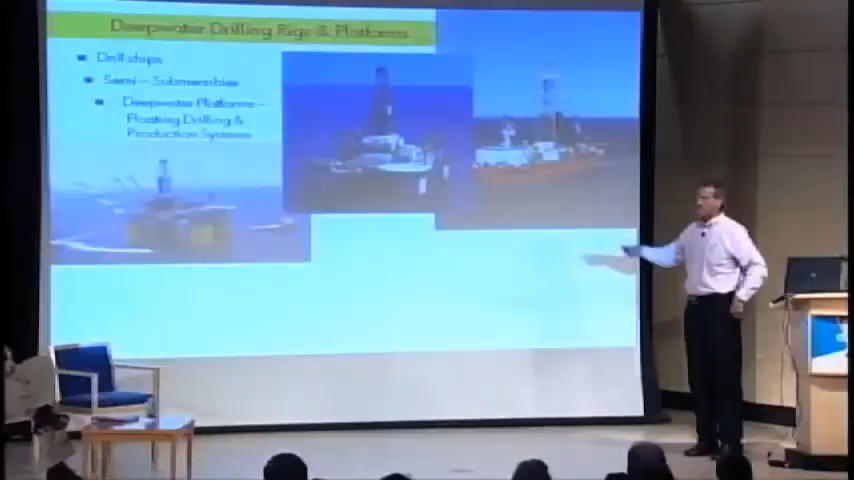 Deepwater Drilling Rigs & Platforms
Drillships
Semi-Submersibles
Deepwater Platforms-
Floating Drilling &
Production Systems